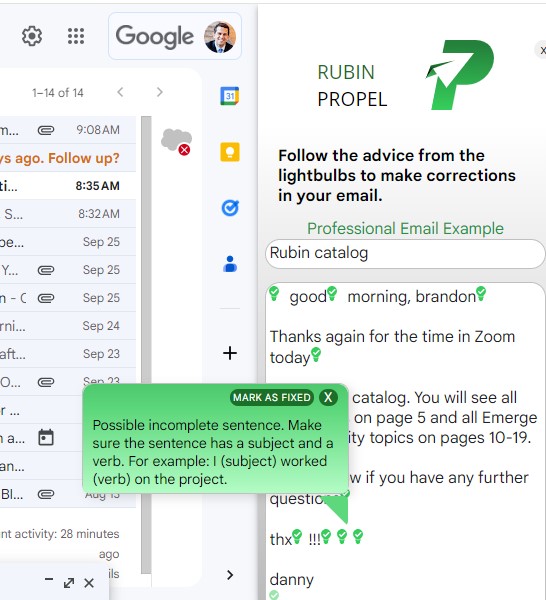 Google
1–14 of 14
m...
9:08 AM
ys ago. Follow up?
ti...
8:35 AM
S...
8:32 AM
pe...
Sep 25
Y...
Sep 25
n - C
Sep 25
rni...
Sep 24
aft...
Sep 23
O...
Sep 23
r ...
n a...
an...
Bl...
Aug 15
nt activity: 28 minutes
ago
ils
31
RUBIN
PROPEL
x
Follow the advice from the
lightbulbs to make corrections
in your email.
Professional Email Example
Rubin catalog
good morning, brandon
Thanks again for the time in Zoom
today
catalog. You will see all
on page 5 and all Emerge
ity topics on pages 10-19.
w if you have any further
questio
thx !!!
danny
MARK AS FIXED X
Possible incomplete sentence. Make
sure the sentence has a subject and a
verb. For example: I (subject) worked
(verb) on the project.